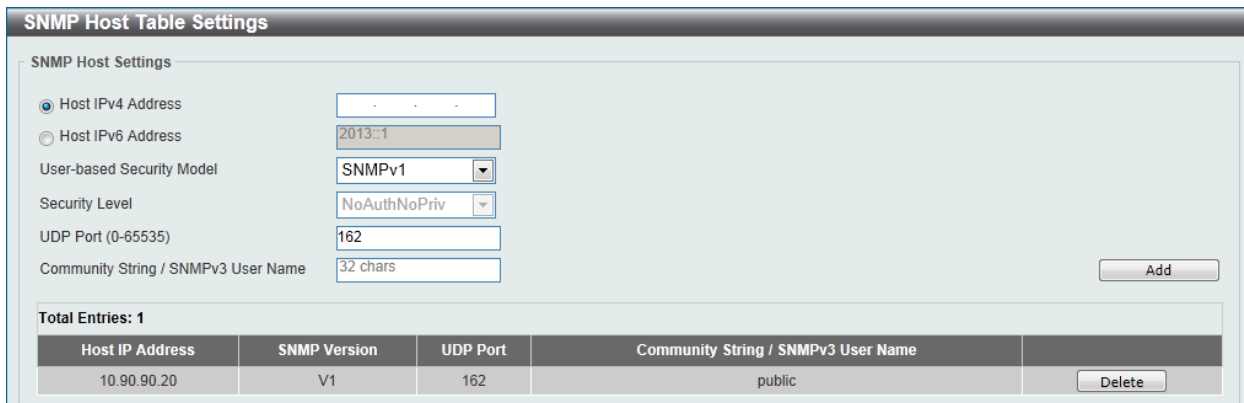 SNMP Host Table Settings
SNMP Host Settings
Host IPv4 Address . . .
Host IPv6 Address 2013::1
User-based Security Model SNMPv1
Security Level NoAuthNoPriv
UDP Port (0-65535) 162
Community String / SNMPv3 User Name 32 chars Add
Total Entries: 1
Host IP Address SNMP Version UDP Port Community String / SNMPv3 User Name
10.90.90.20 V1 162 public Delete